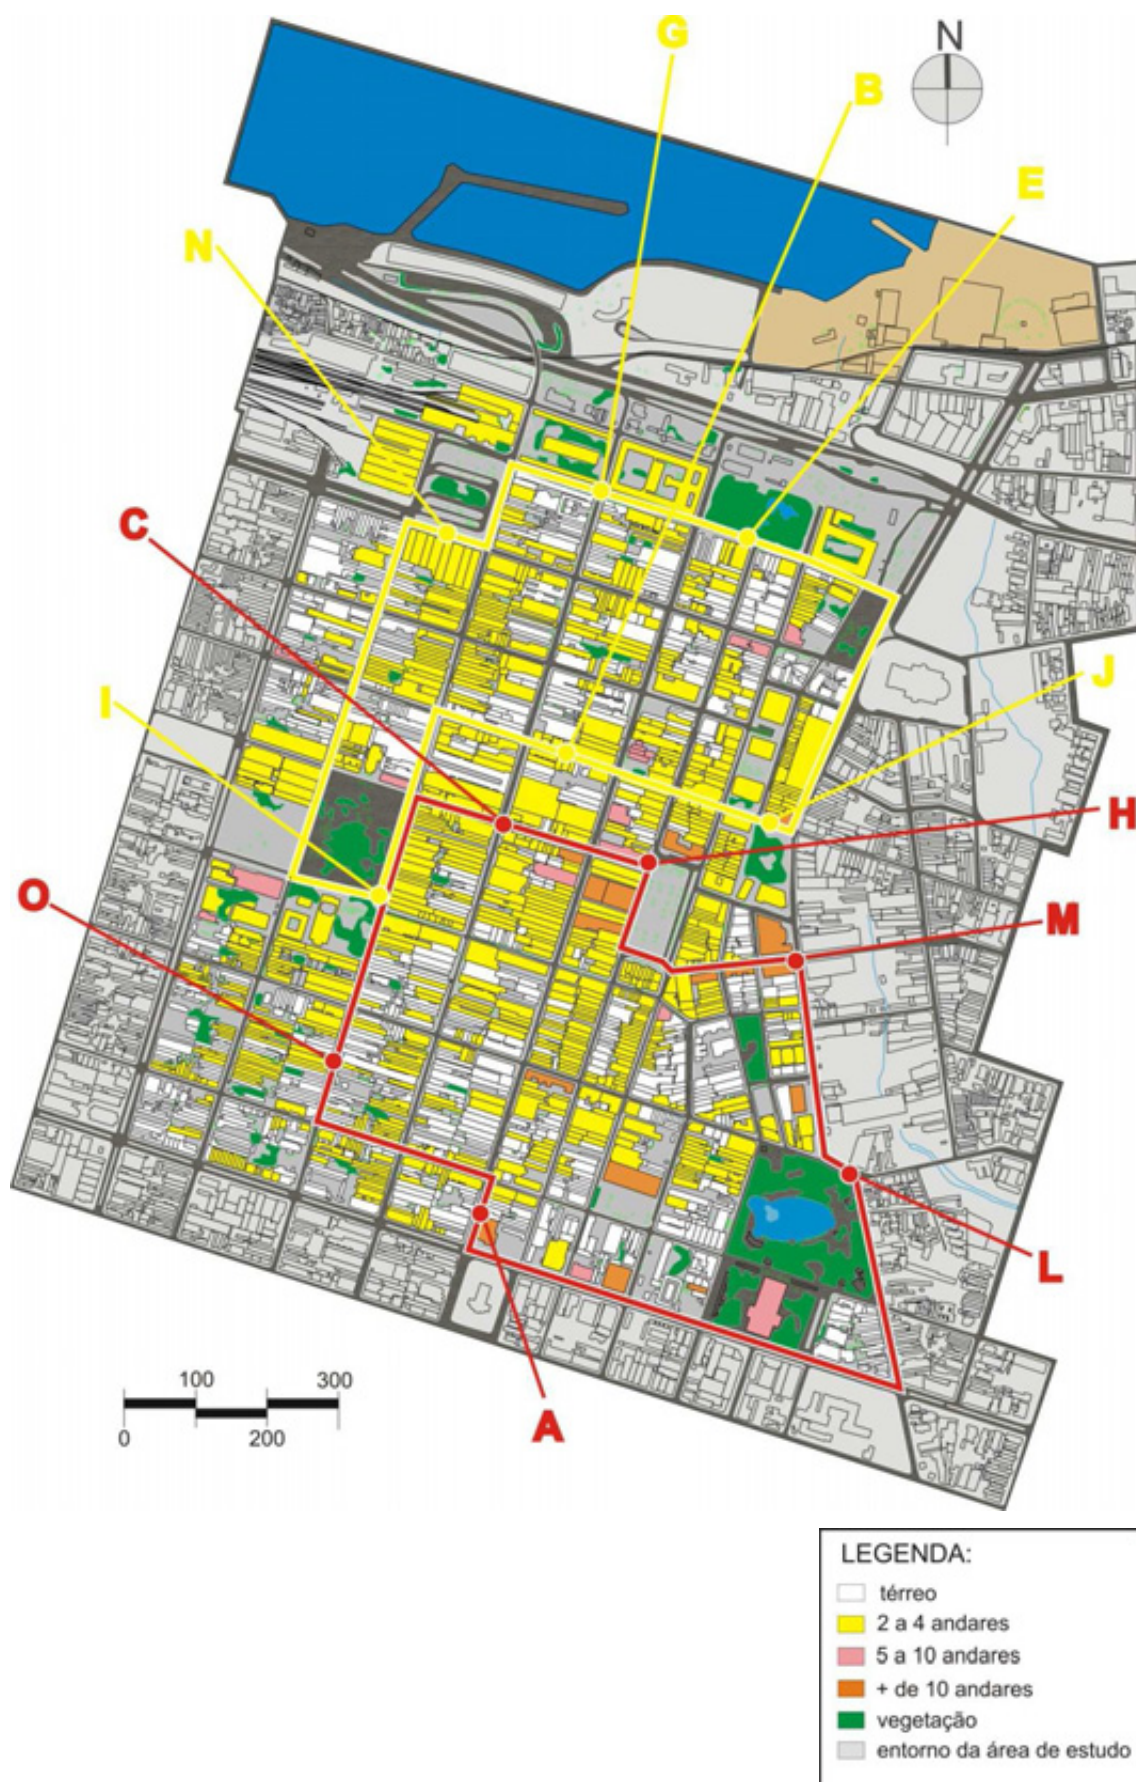 G
N
B
E
N
C
J
I
H
O
M
L
100 300
0 200
A
LEGENDA:
térreo
2 a 4 andares
5 a 10 andares
+ de 10 andares
vegetação
entorno da área de estudo